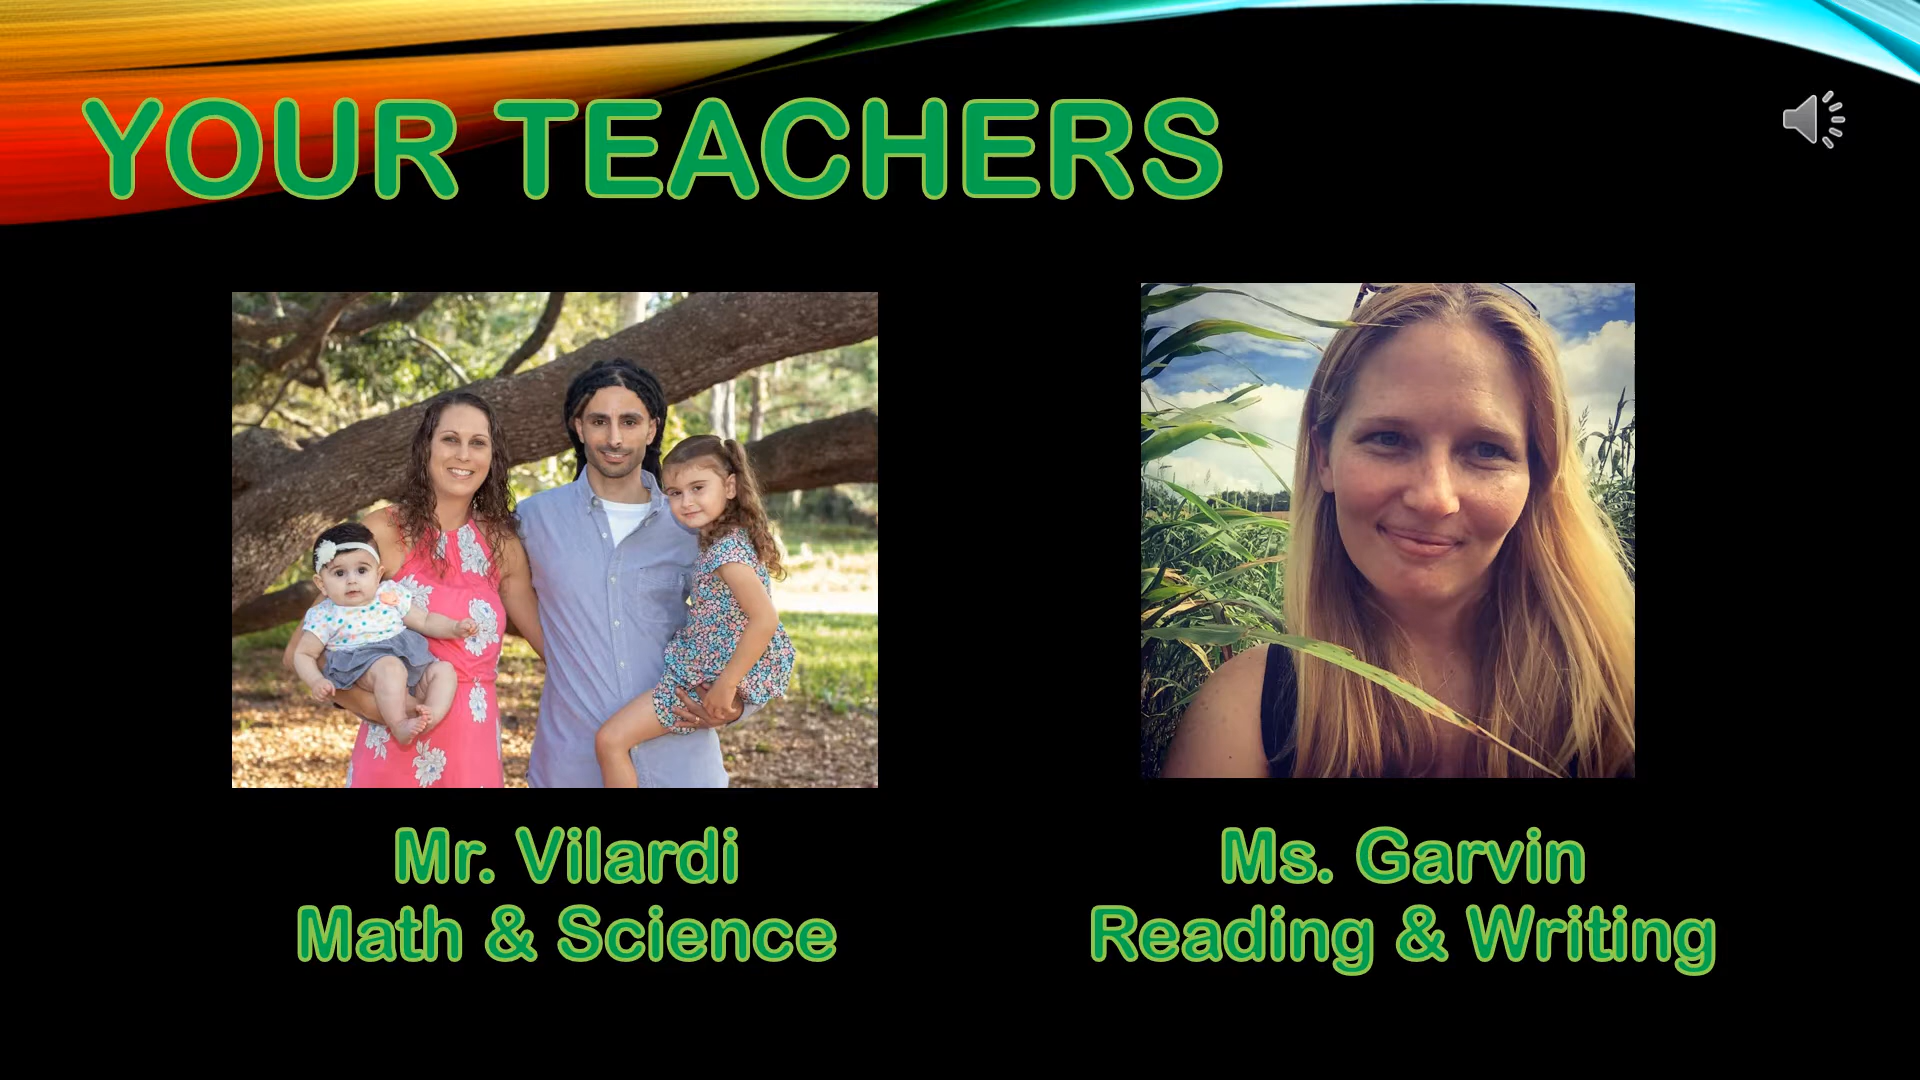 YOUR TEACHERS
Mr. Vilardi
Math & Science
Ms. Garvin
Reading & Writing